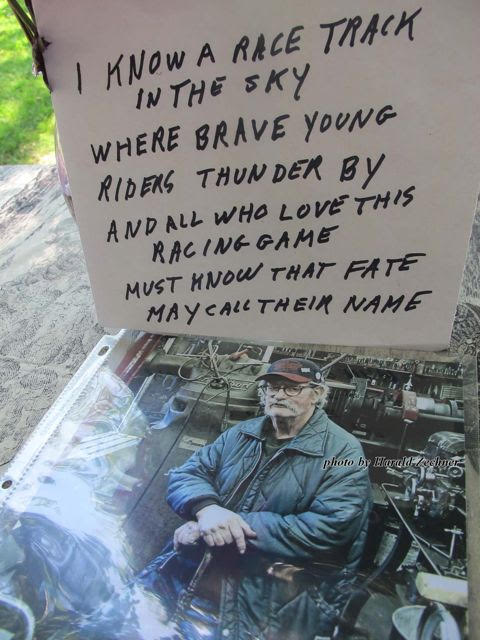 I KNOW A RACE TRACK
IN THE SKY
WHERE BRAVE YOUNG
RIDERS THUNDER BY
AND ALL WHO LOVE THIS
RACING GAME
MUST KNOW THAT FATE
MAY CALL THEIR NAME
photo by Harald Zechner